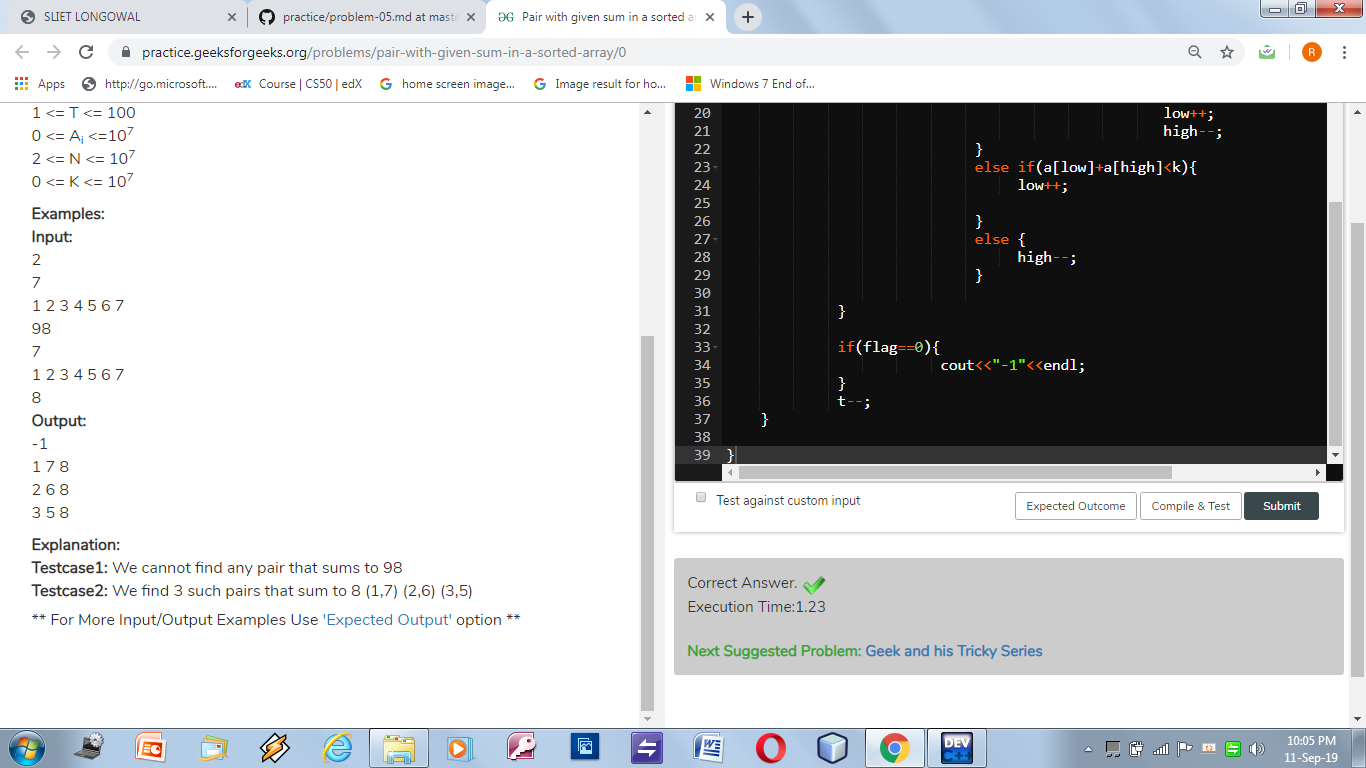 SLIET LONGOWAL
practice/problem-05.md at mast
Pair with given sum in a sorted a
practice.geeksforgeeks.org/problems/pair-with-given-sum-in-a-sorted-array/0
R
Apps
http://go.microsoft....
edX Course | CS50 | edX
home screen image...
Image result for ho...
Windows 7 End of...
1 <= T <= 100
0 <= Ai <=10^7
2 <= N <= 10^7
0 <= K <= 10^7
Examples:
Input:
2
7
1 2 3 4 5 6 7
98
7
1 2 3 4 5 6 7
8
Output:
-1
1 7 8
2 6 8
3 5 8
Explanation:
Testcase1: We cannot find any pair that sums to 98
Testcase2: We find 3 such pairs that sum to 8 (1,7) (2,6) (3,5)
** For More Input/Output Examples Use 'Expected Output' option **
20 low++;
21 high--;
22 }
23 else if(a[low]+a[high]<k){
24 low++;
25
26 }
27 else {
28 high--;
29 }
30
31 }
32
33 if(flag==0){
34 cout<<"-1"<<endl;
35 }
36 t--;
37 }
38
39 }
Test against custom input
Expected Outcome
Compile & Test
Submit
Correct Answer.
Execution Time:1.23
Next Suggested Problem: Geek and his Tricky Series
DEV
C++
10:05 PM
11-Sep-19